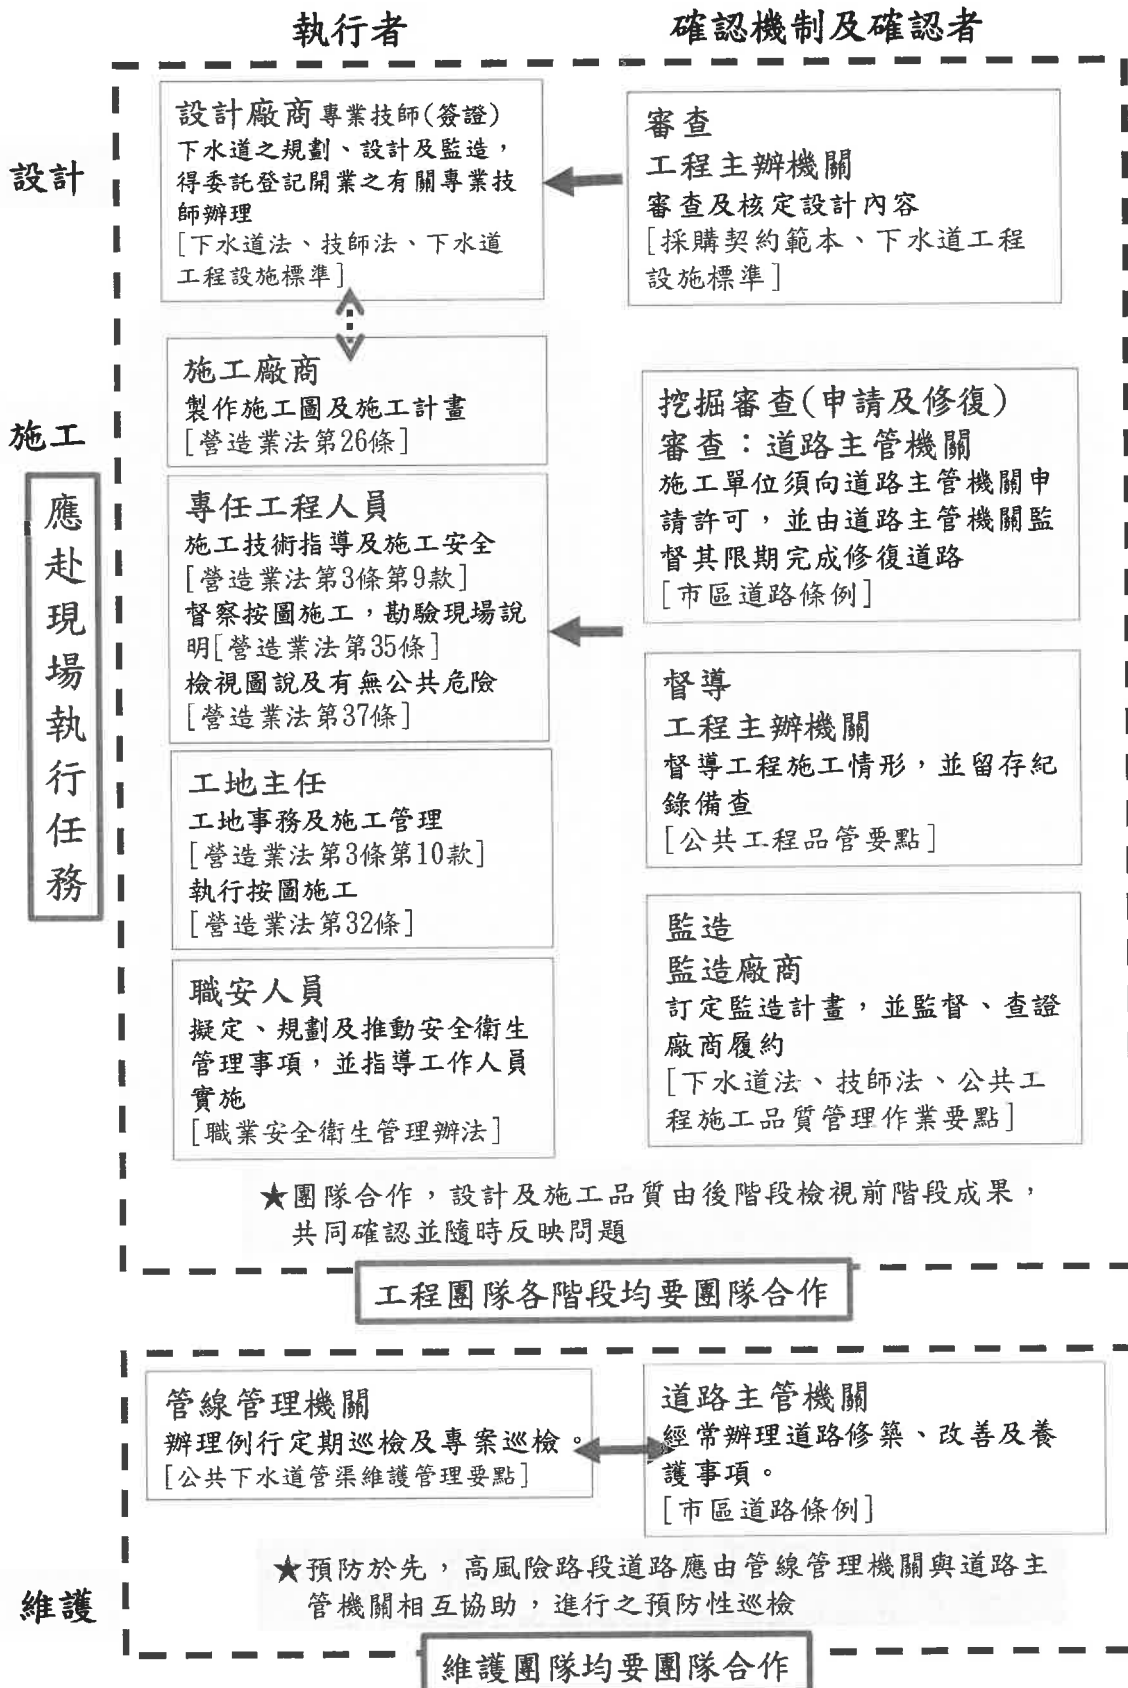 執行者
確認機制及確認者
設計
設計廠商專業技師(簽證)
下水道之規劃、設計及監造，
得委託登記開業之有關專業技
師辦理
[下水道法、技師法、下水道
工程設施標準]
審查
工程主辦機關
審查及核定設計內容
[採購契約範本、下水道工程
設施標準]
施工
應赴現場執行任務
施工廠商
製作施工圖及施工計畫
[營造業法第26條]
專任工程人員
施工技術指導及施工安全
[營造業法第3條第9款]
督察按圖施工，勘驗現場說
明[營造業法第35條]
檢視圖說及有無公共危險
[營造業法第37條]
工地主任
工地事務及施工管理
[營造業法第3條第10款]
執行按圖施工
[營造業法第32條]
職安人員
擬定、規劃及推動安全衛生
管理事項，並指導工作人員
實施
[職業安全衛生管理辦法]
挖掘審查(申請及修復)
審查：道路主管機關
施工單位須向道路主管機關申
請許可，並由道路主管機關監
督其限期完成修復道路
[市區道路條例]
督導
工程主辦機關
督導工程施工情形，並留存紀
錄備查
[公共工程品管要點]
監造
監造廠商
訂定監造計畫，並監督、查證
廠商履約
[下水道法、技師法、公共工
程施工品質管理作業要點]
★團隊合作，設計及施工品質由後階段檢視前階段成果，
共同確認並隨時反映問題
工程團隊各階段均要團隊合作
維護
管線管理機關
辦理例行定期巡檢及專案巡檢。
[公共下水道管渠維護管理要點]
道路主管機關
經常辦理道路修築、改善及養
護事項。
[市區道路條例]
★預防於先，高風險路段道路應由管線管理機關與道路主
管機關相互協助，進行之預防性巡檢
維護團隊均要團隊合作